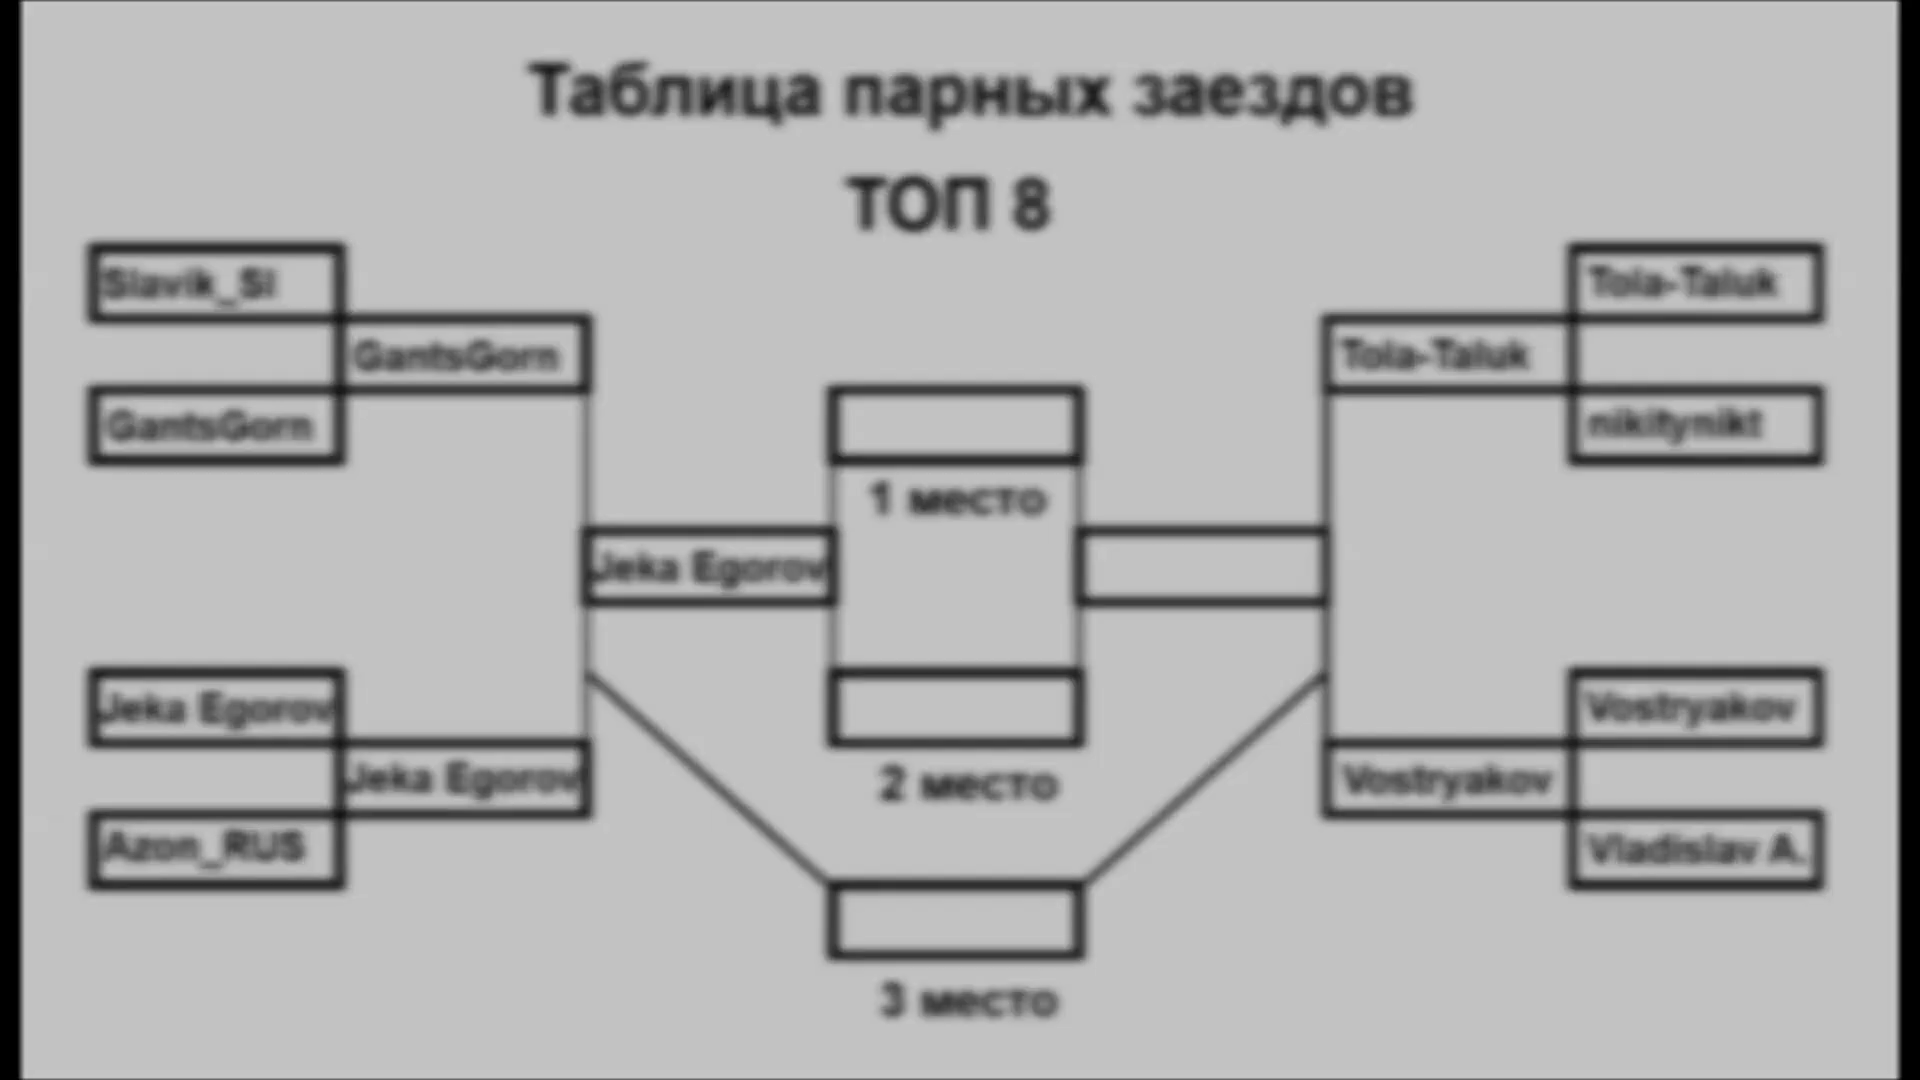 Таблица парных заездов
ТОП 8
Slavik_Sl
Tola-Taluk
GantsGorn
Tola-Taluk
GantsGorn
nikitynikt
1 место
Jeka Egorov
Jeka Egorov
Vostryakov
Jeka Egorov
2 место
Vostryakov
Azon_RUS
Vladislav A.
3 место